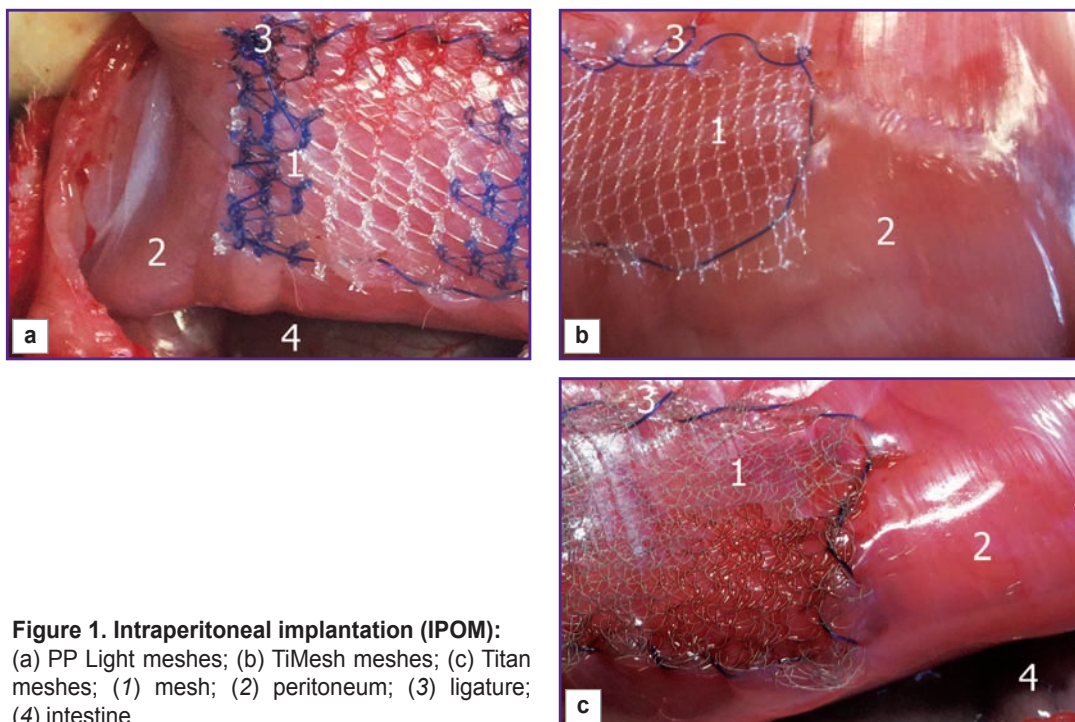 3
1
2
4
a
3
1
2
b
3
1
2
4
c
Figure 1. Intraperitoneal implantation (IPOM):
(a) PP Light meshes; (b) TiMesh meshes; (c) Titan
meshes; (1) mesh; (2) peritoneum; (3) ligature;
(4) intestine